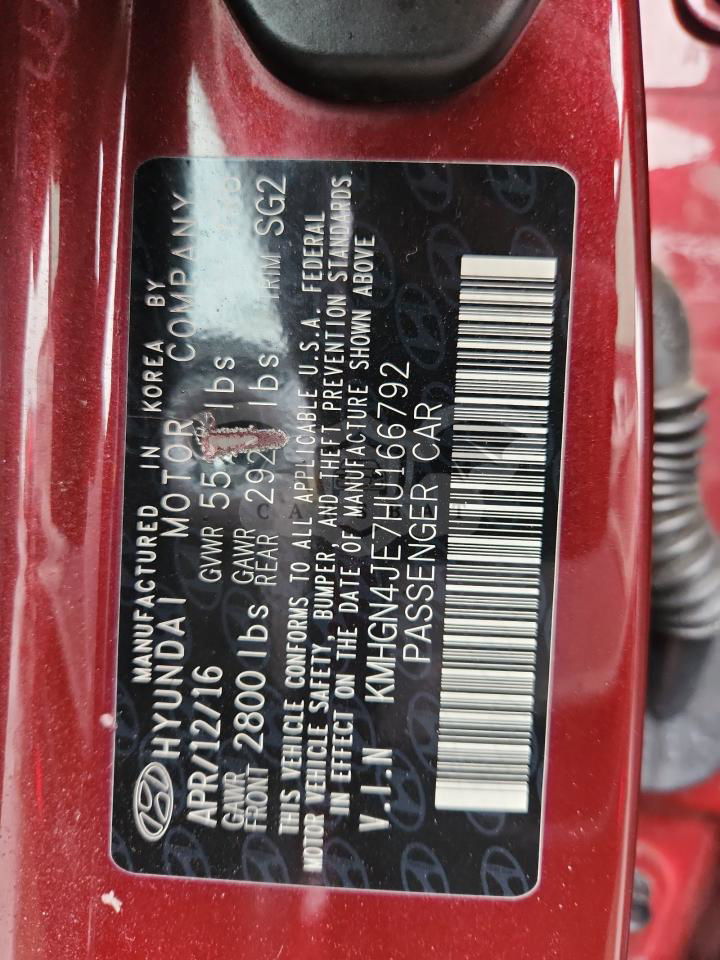 MANUFACTURED IN KOREA BY
HYUNDAI MOTOR COMPANY
APR/12/16 GVWR lbs
GAWR FRONT 2800 lbs GAWR REAR lbs TRIM SG2
THIS VEHICLE CONFORMS TO ALL APPLICABLE U.S.A. FEDERAL
MOTOR VEHICLE SAFETY, BUMPER, AND THEFT PREVENTION STANDARDS
IN EFFECT ON THE DATE OF MANUFACTURE SHOWN ABOVE
V.I.N KMHGN4JE7HU166792
PASSENGER CAR